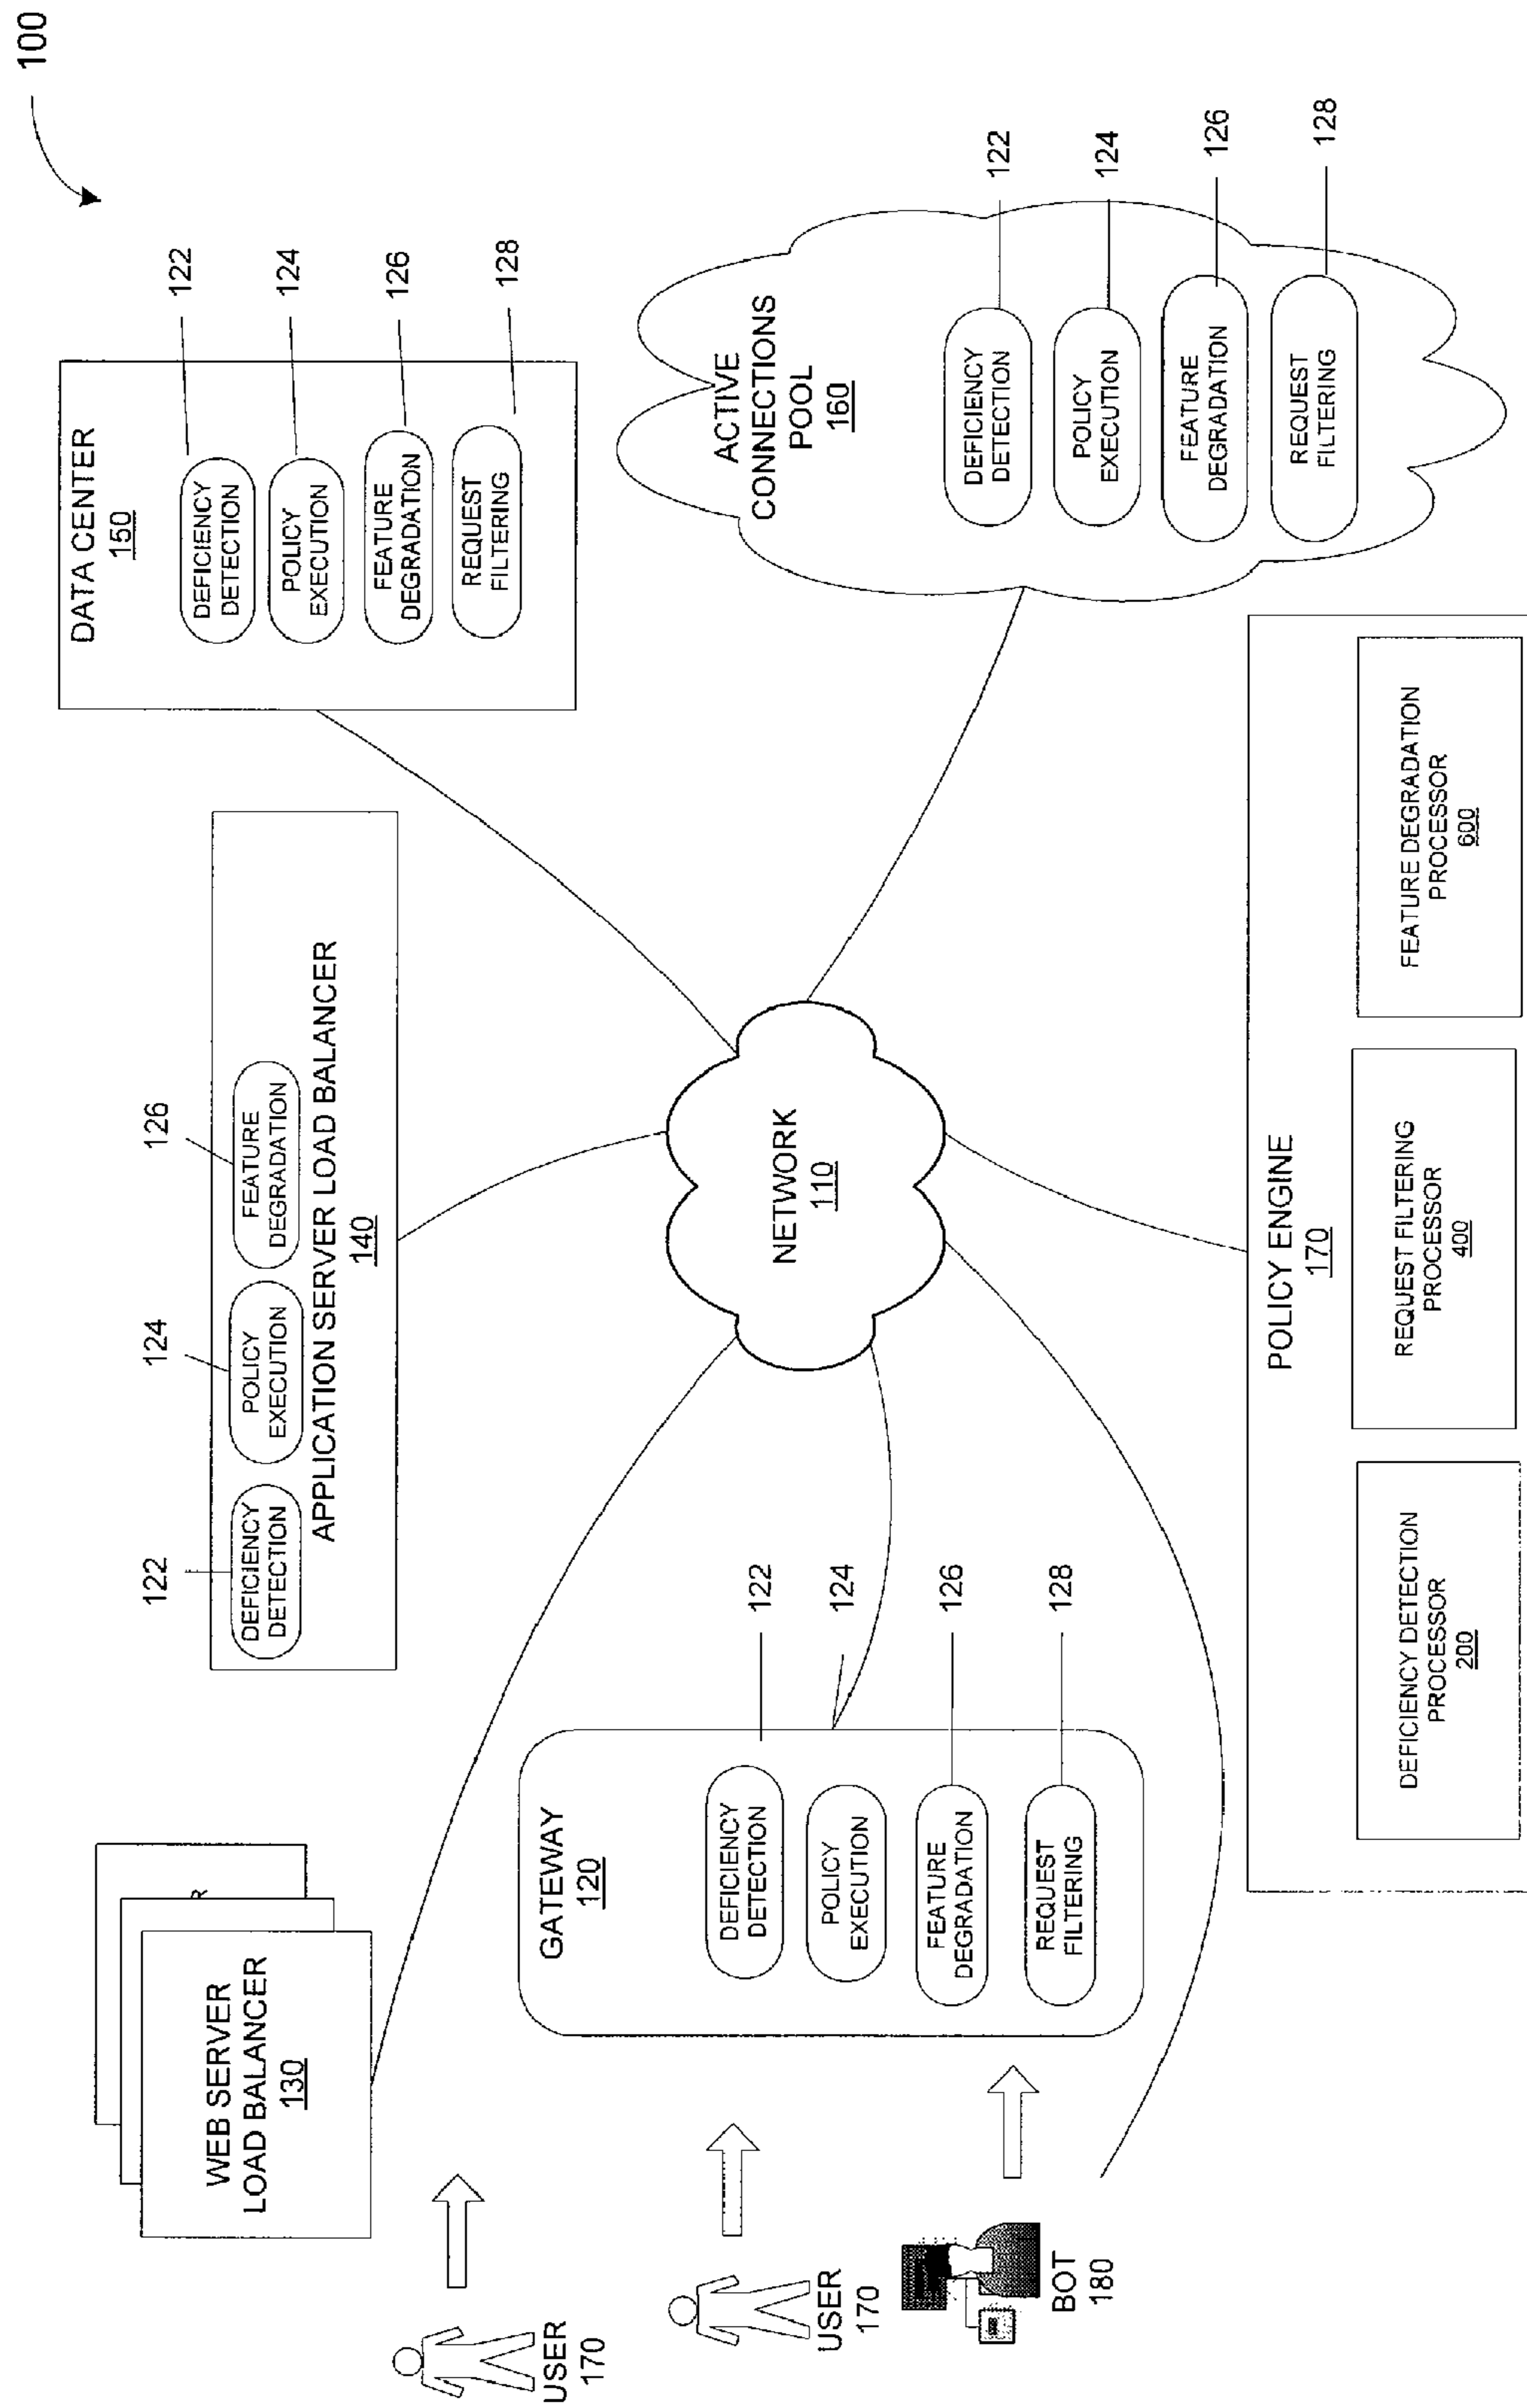 100
WEB SERVER
LOAD BALANCER
130
R
122
124
126
DEFICIENCY
DETECTION
POLICY
EXECUTION
FEATURE
DEGRADATION
APPLICATION SERVER LOAD BALANCER
140
DATA CENTER
150
DEFICIENCY
DETECTION
POLICY
EXECUTION
FEATURE
DEGRADATION
REQUEST
FILTERING
122
124
126
128
USER
170
USER
170
BOT
180
GATEWAY
120
DEFICIENCY
DETECTION
POLICY
EXECUTION
FEATURE
DEGRADATION
REQUEST
FILTERING
122
124
126
128
NETWORK
110
ACTIVE
CONNECTIONS
POOL
160
DEFICIENCY
DETECTION
POLICY
EXECUTION
FEATURE
DEGRADATION
REQUEST
FILTERING
122
124
126
128
POLICY ENGINE
170
DEFICIENCY DETECTION
PROCESSOR
200
REQUEST FILTERING
PROCESSOR
400
FEATURE DEGRADATION
PROCESSOR
600